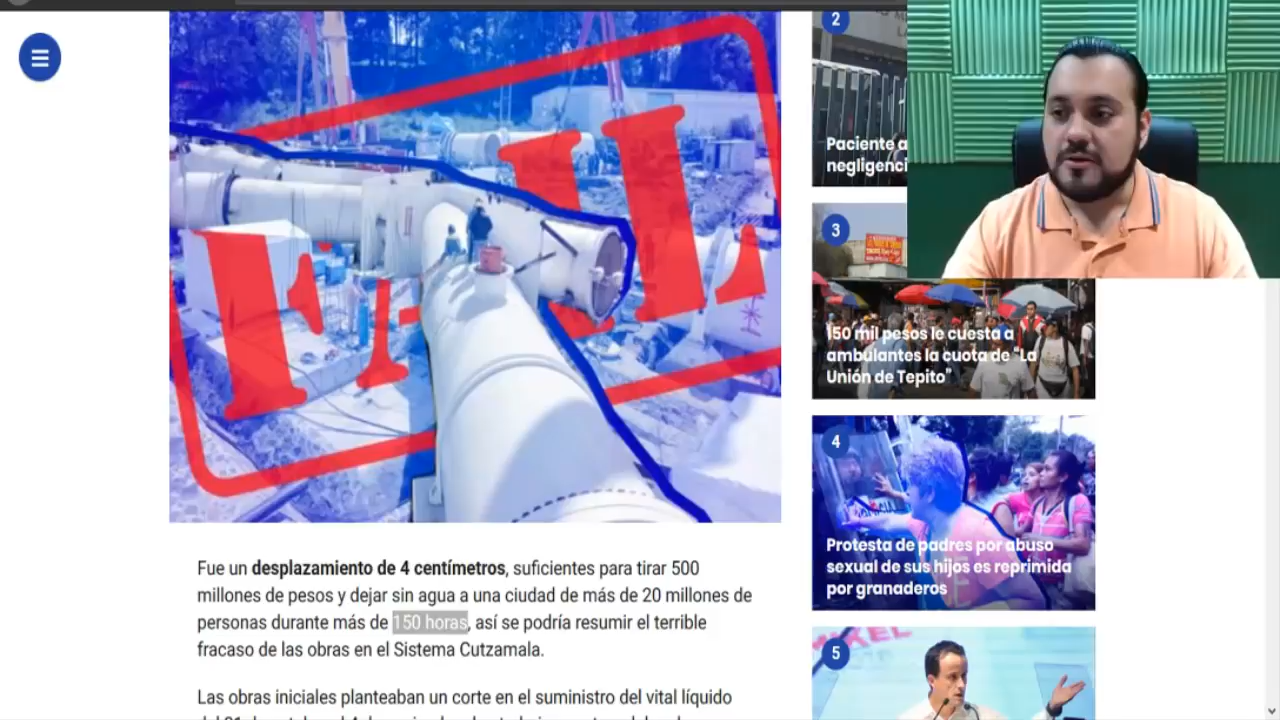 FAIL
Fue un desplazamiento de 4 centímetros, suficientes para tirar 500
millones de pesos y dejar sin agua a una ciudad de más de 20 millones de
personas durante más de 150 horas, así se podría resumir el terrible
fracaso de las obras en el Sistema Cutzamala.
Las obras iniciales planteaban un corte en el suministro del vital líquido
2
Paciente
negligenci
3
150 mil pesos le cuesta a
ambulantes la cuota de "La
Unión de Tepito"
4
Protesta de padres por abuso
sexual de sus hijos es reprimida
por granaderos
5